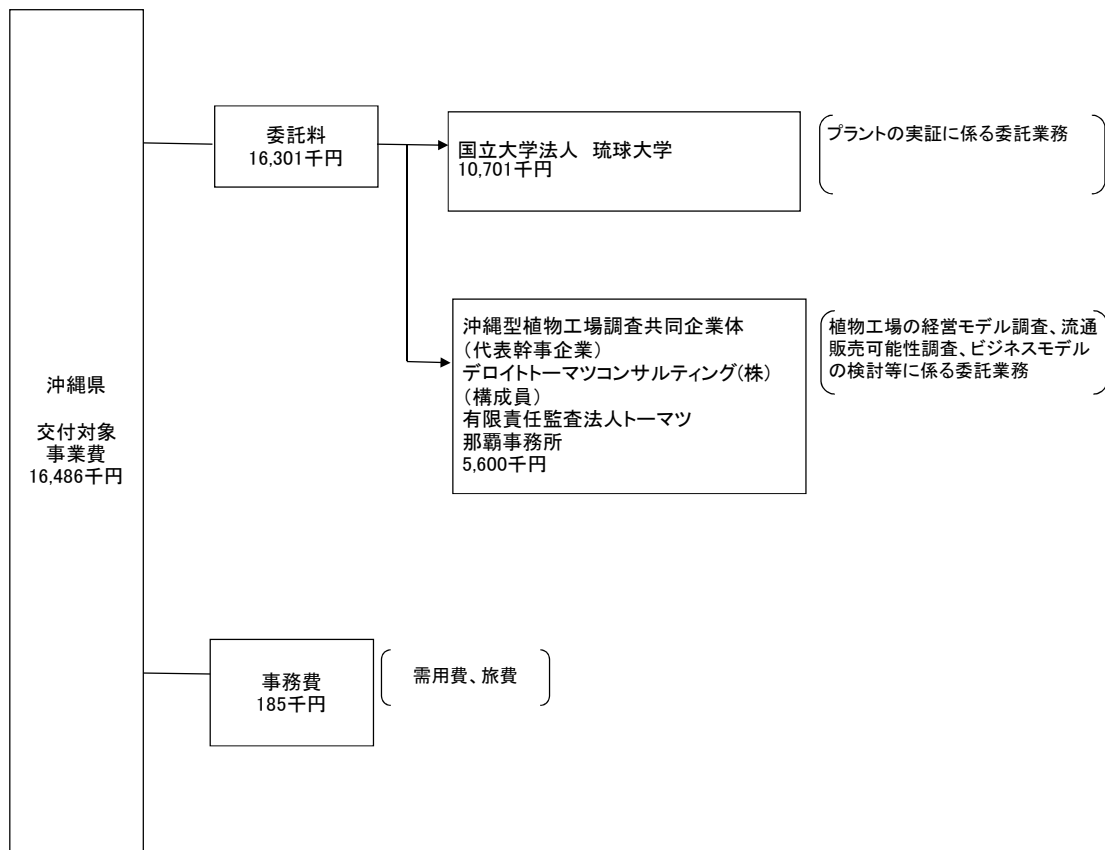 沖縄県
交付対象
事業費
16,486千円
委託料
16,301千円
国立大学法人　琉球大学
10,701千円
プラントの実証に係る委託業務
沖縄型植物工場調査共同企業体
(代表幹事企業)
デロイトトーマツコンサルティング(株)
(構成員)
有限責任監査法人トーマツ
那覇事務所
5,600千円
植物工場の経営モデル調査、流通
販売可能性調査、ビジネスモデル
の検討等に係る委託業務
事務費
185千円
需用費、旅費